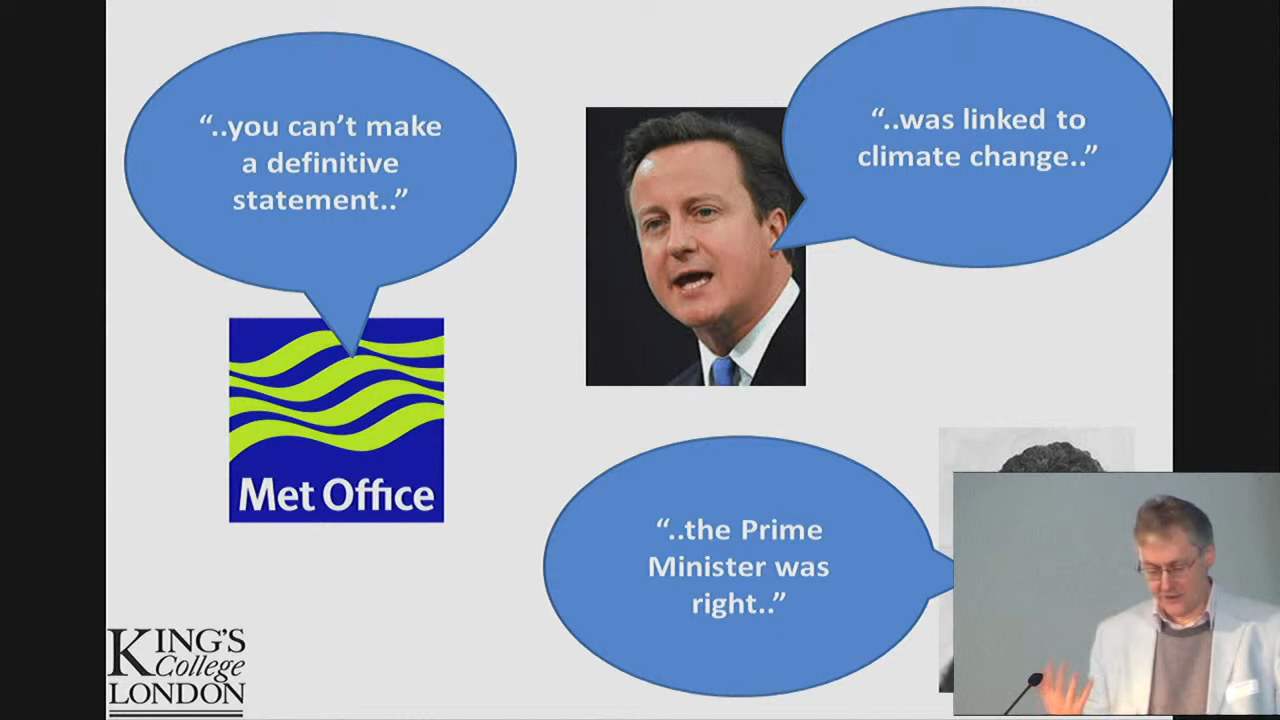 “..you can’t make
a definitive
statement..”
“..was linked to
climate change..”
Met Office
“..the Prime
Minister was
right..”
KING'S
College
LONDON